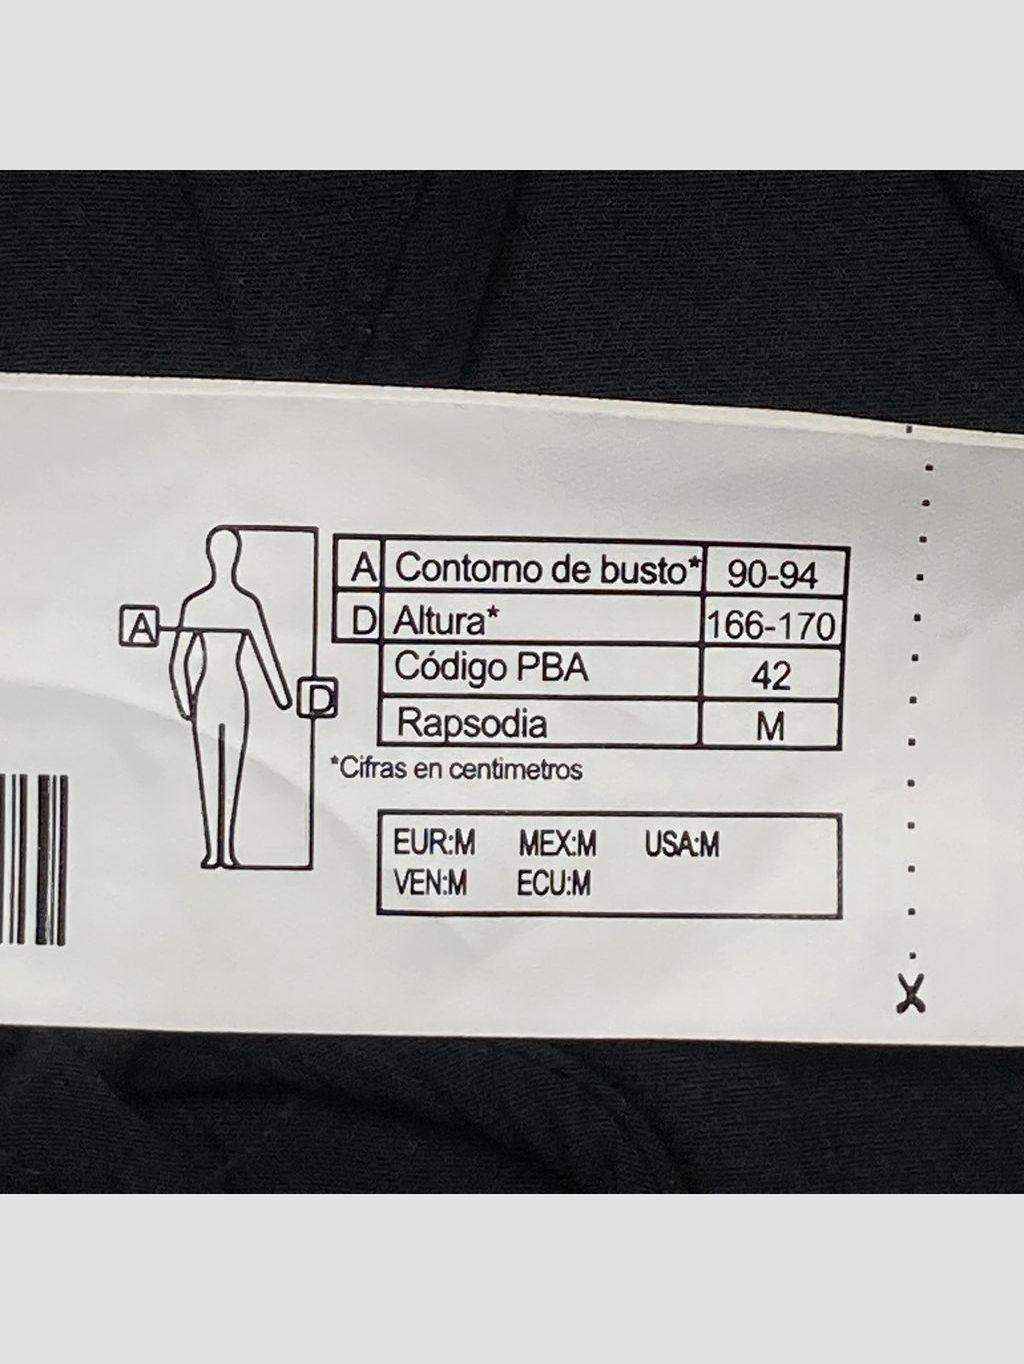 A Contorno de busto* 90-94
A D Altura* 166-170
D Código PBA 42
Rapsodia M
*Cifras en centimetros
EUR:M MEX:M USA:M
VEN:M ECU:M
X